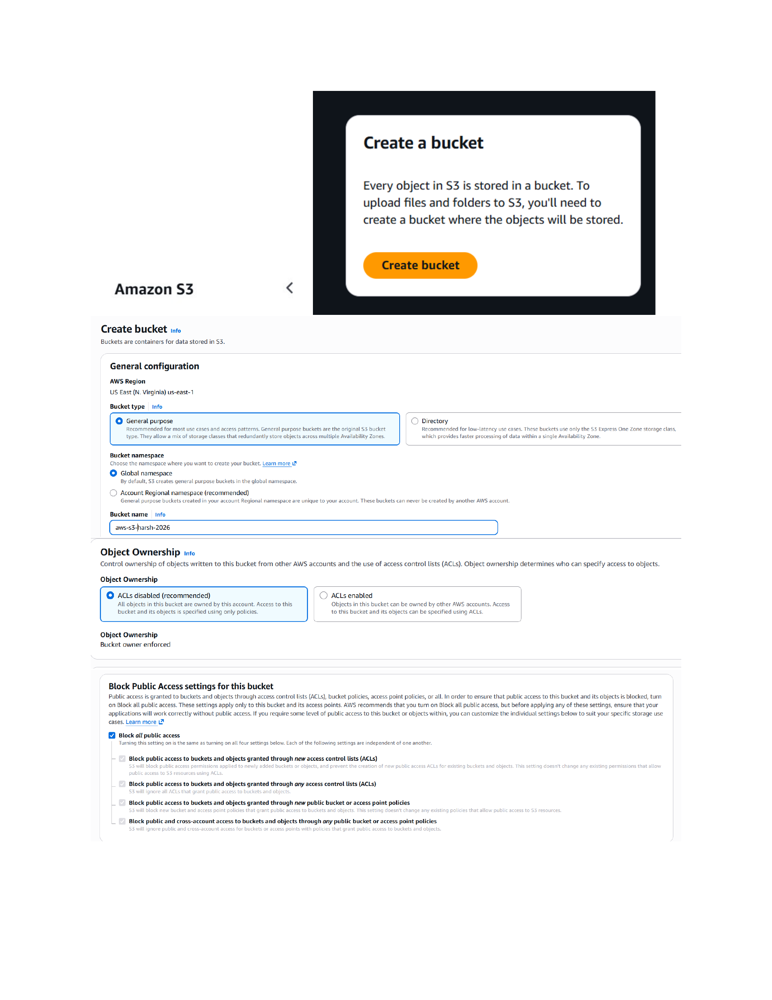 Create a bucket
Every object in S3 is stored in a bucket. To
upload files and folders to S3, you'll need to
create a bucket where the objects will be stored.
Create bucket
Amazon S3
Create bucket Info
Buckets are containers for data stored in S3.
General configuration
AWS Region
US East (N. Virginia) us-east-1
Bucket type Info
General purpose
Recommended for most use cases and access patterns. General purpose buckets are the original S3 bucket
type. They allow a mix of storage classes that redundantly store objects across multiple Availability Zones.
Directory
Recommended for low-latency use cases. These buckets use only the S3 Express One Zone storage class,
which provides faster processing of data within a single Availability Zone.
Bucket namespace
Choose the namespace where you want to create your bucket. Learn more
Global namespace
By default, S3 creates general purpose buckets in the global namespace.
Account Regional namespace (recommended)
General purpose buckets created in your account Regional namespace are unique to your account. These buckets can never be created by another AWS account.
Bucket name Info
aws-s3-harsh-2026
Object Ownership Info
Control ownership of objects written to this bucket from other AWS accounts and the use of access control lists (ACLs). Object ownership determines who can specify access to objects.
Object Ownership
ACLs disabled (recommended)
All objects in this bucket are owned by this account. Access to this
bucket and its objects is specified using only policies.
ACLs enabled
Objects in this bucket can be owned by other AWS accounts. Access
to this bucket and its objects can be specified using ACLs.
Object Ownership
Bucket owner enforced
Block Public Access settings for this bucket
Public access is granted to buckets and objects through access control lists (ACLs), bucket policies, access point policies, or all. In order to ensure that public access to this bucket and its objects is blocked, turn
on Block all public access. These settings apply only to this bucket and its access points. AWS recommends that you turn on Block all public access, but before applying any of these settings, ensure that your
applications will work correctly without public access. If you require some level of public access to this bucket or objects within, you can customize the individual settings below to suit your specific storage use
cases. Learn more
Block all public access
Turning this setting on is the same as turning on all four settings below. Each of the following settings are independent of one another.
Block public access to buckets and objects granted through new access control lists (ACLs)
S3 will block public access permissions applied to newly added buckets or objects, and prevent the creation of new public access ACLs for existing buckets and objects. This setting doesn't change any existing permissions that allow
public access to S3 resources using ACLs.
Block public access to buckets and objects granted through any access control lists (ACLs)
S3 will ignore all ACLs that grant public access to buckets and objects.
Block public access to buckets and objects granted through new public bucket or access point policies
S3 will block new bucket and access point policies that grant public access to buckets and objects. This setting doesn't change any existing policies that allow public access to S3 resources.
Block public and cross-account access to buckets and objects through any public bucket or access point policies
S3 will ignore public and cross-account access for buckets or access points with policies that grant public access to buckets and objects.